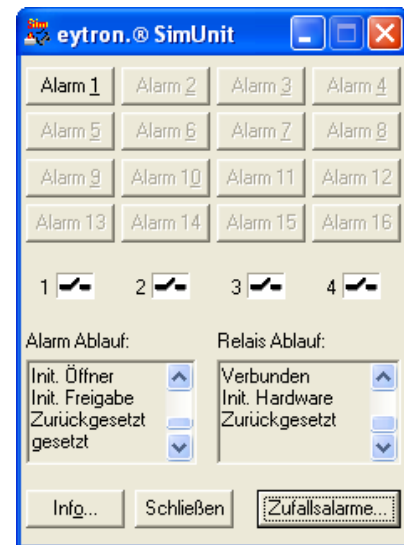 eytron.® SimUnit
Alarm 1 Alarm 2 Alarm 3 Alarm 4
Alarm 5 Alarm 6 Alarm 7 Alarm 8
Alarm 9 Alarm 10 Alarm 11 Alarm 12
Alarm 13 Alarm 14 Alarm 15 Alarm 16
1 2 3 4
Alarm Ablauf: Relais Ablauf:
Init. Öffner Verbunden
Init. Freigabe Init. Hardware
Zurückgesetzt Zurückgesetzt
gesetzt
Info... Schließen Zufallsalarme...